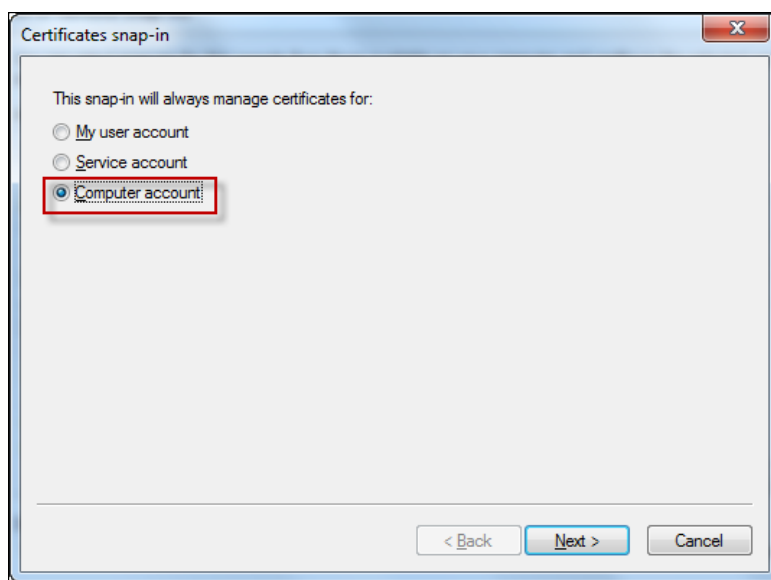 Certificates snap-in
This snap-in will always manage certificates for:
My user account
Service account
Computer account
< Back Next > Cancel